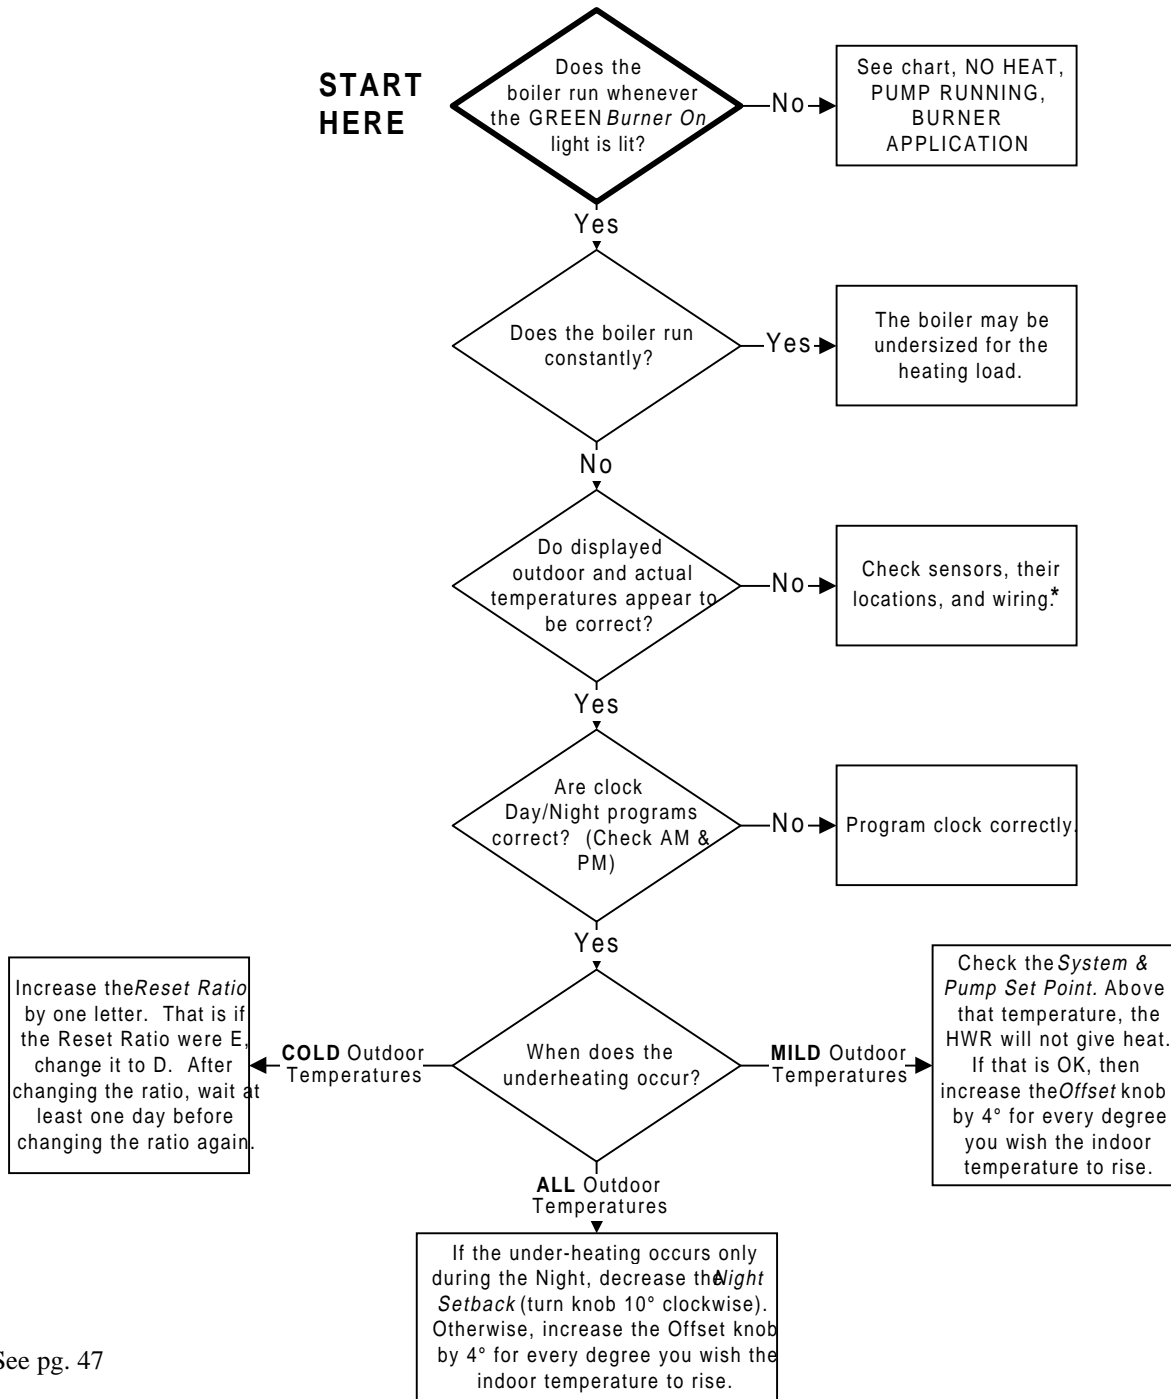 START
HERE
Does the
boiler run whenever
the GREEN Burner On
light is lit?
No
See chart, NO HEAT,
PUMP RUNNING,
BURNER
APPLICATION
Yes
Does the boiler run
constantly?
Yes
The boiler may be
undersized for the
heating load.
No
Do displayed
outdoor and actual
temperatures appear to
be correct?
No
Check sensors, their
locations, and wiring.*
Yes
Are clock
Day/Night programs
correct? (Check AM &
PM)
No
Program clock correctly.
Yes
When does the
underheating occur?
COLD Outdoor
Temperatures
Increase the Reset Ratio
by one letter. That is if
the Reset Ratio were E,
change it to D. After
changing the ratio, wait at
least one day before
changing the ratio again.
MILD Outdoor
Temperatures
Check the System &
Pump Set Point. Above
that temperature, the
HWR will not give heat.
If that is OK, then
increase the Offset knob
by 4° for every degree
you wish the indoor
temperature to rise.
ALL Outdoor
Temperatures
If the under-heating occurs only
during the Night, decrease the Night
Setback (turn knob 10° clockwise).
Otherwise, increase the Offset knob
by 4° for every degree you wish the
indoor temperature to rise.
See pg. 47